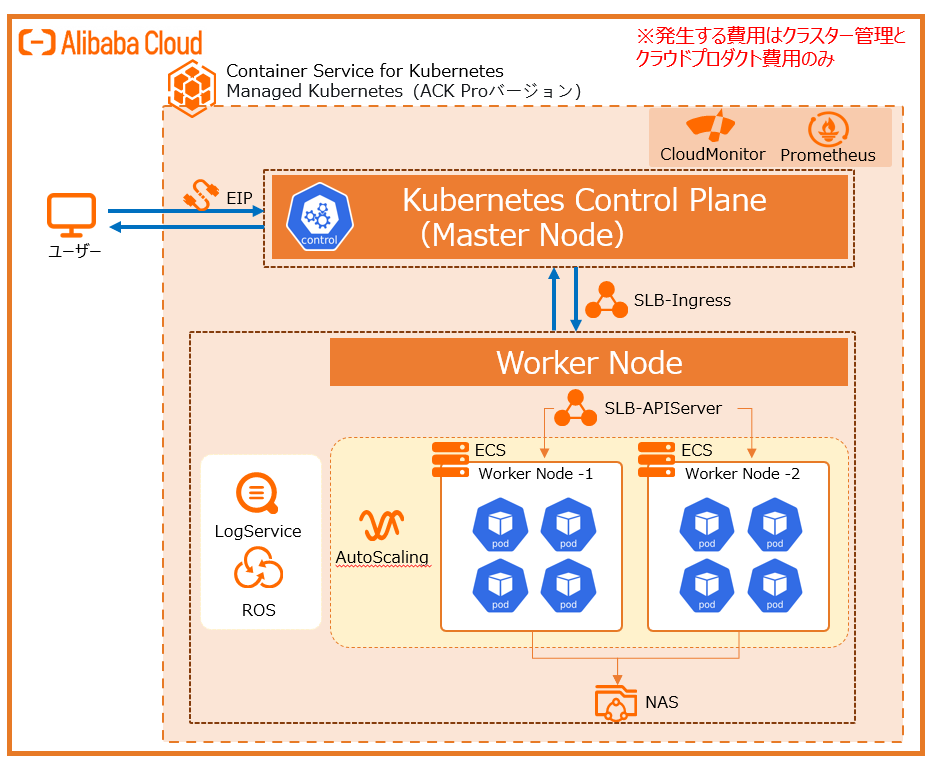 Alibaba Cloud
※発生する費用はクラスター管理と
クラウドプロダクト費用のみ
Container Service for Kubernetes
Managed Kubernetes（ACK Proバージョン）
CloudMonitor
Prometheus
EIP
ユーザー
control
Kubernetes Control Plane
（Master Node）
SLB-Ingress
Worker Node
SLB-APIServer
ECS
ECS
Worker Node -1
Worker Node -2
pod
pod
pod
pod
LogService
AutoScaling
pod
pod
pod
pod
ROS
NAS